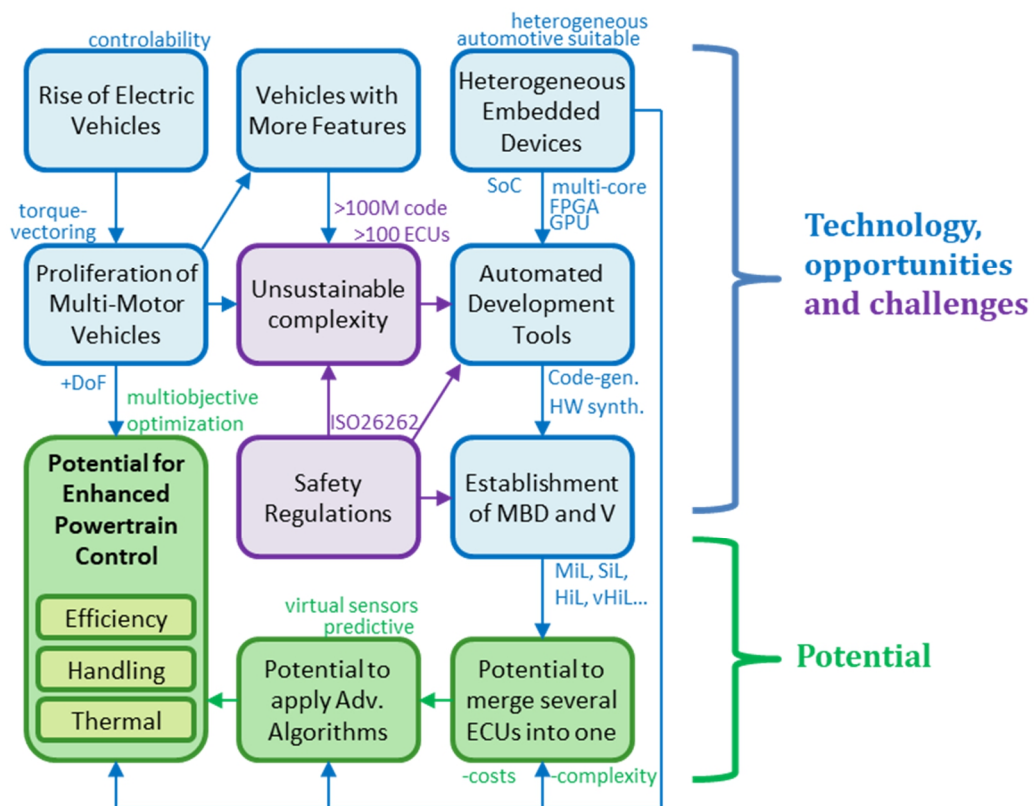 controlability
heterogeneous
automotive suitable
Rise of Electric
Vehicles
Vehicles with
More Features
Heterogeneous
Embedded
Devices
torque-
vectoring
>100M code
>100 ECUs
SoC
multi-core
FPGA
GPU
Proliferation of
Multi-Motor
Vehicles
Unsustainable
complexity
Automated
Development
Tools
Technology,
opportunities
and challenges
+DoF
multiobjective
optimization
ISO26262
Code-gen.
HW synth.
Potential for
Enhanced
Powertrain
Control
Efficiency
Handling
Thermal
Safety
Regulations
Establishment
of MBD and V
MiL, SiL,
HiL, vHiL...
virtual sensors
predictive
Potential to
apply Adv.
Algorithms
Potential to
merge several
ECUs into one
Potential
-costs
-complexity